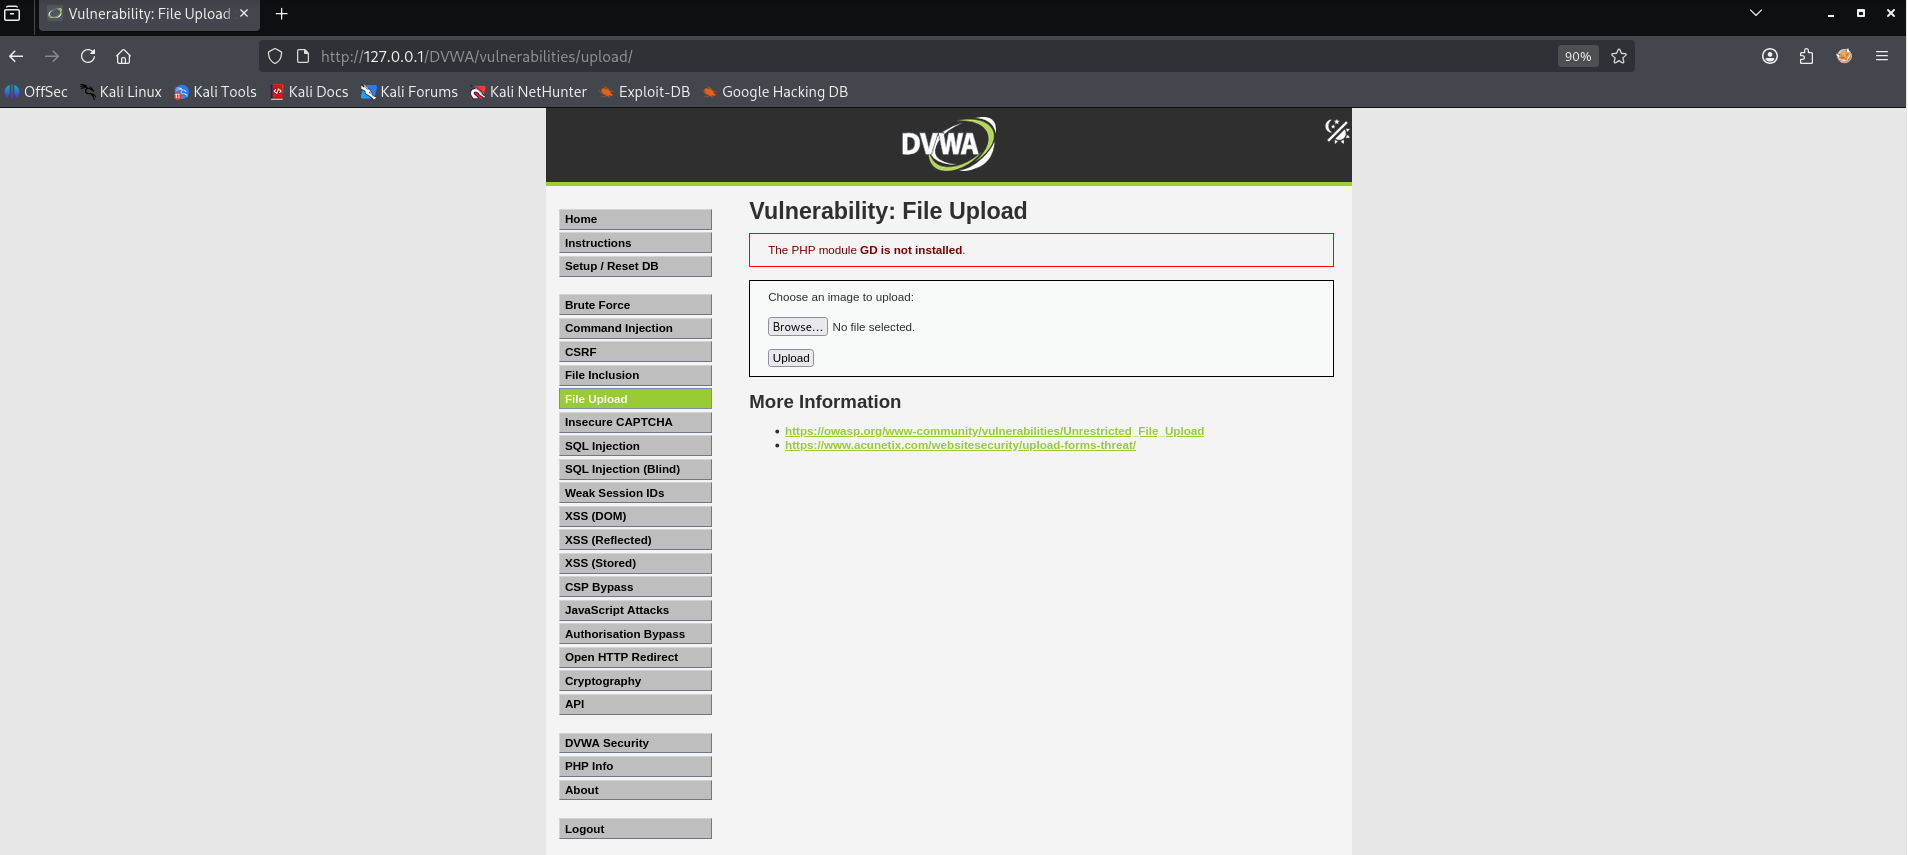 Vulnerability: File Upload
http://127.0.0.1/DVWA/vulnerabilities/upload/
90%
OffSec Kali Linux Kali Tools Kali Docs Kali Forums Kali NetHunter Exploit-DB Google Hacking DB
DVWA
Home
Instructions
Setup / Reset DB
Brute Force
Command Injection
CSRF
File Inclusion
File Upload
Insecure CAPTCHA
SQL Injection
SQL Injection (Blind)
Weak Session IDs
XSS (DOM)
XSS (Reflected)
XSS (Stored)
CSP Bypass
JavaScript Attacks
Authorisation Bypass
Open HTTP Redirect
Cryptography
API
DVWA Security
PHP Info
About
Logout
Vulnerability: File Upload
The PHP module GD is not installed.
Choose an image to upload:
Browse... No file selected.
Upload
More Information
https://owasp.org/www-community/vulnerabilities/Unrestricted_File_Upload
https://www.acunetix.com/websitesecurity/upload-forms-threat/